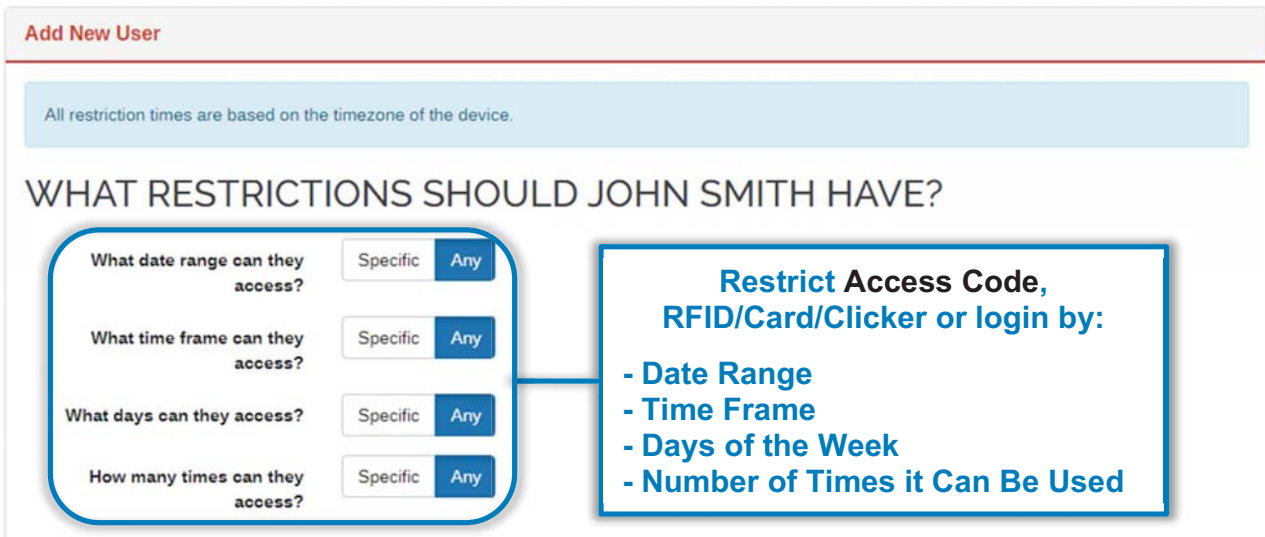 Add New User
All restriction times are based on the timezone of the device.
WHAT RESTRICTIONS SHOULD JOHN SMITH HAVE?
What date range can they
access?
Specific Any
What time frame can they
access?
Specific Any
What days can they access?
Specific Any
How many times can they
access?
Specific Any
Restrict Access Code,
RFID/Card/Clicker or login by:
- Date Range
- Time Frame
- Days of the Week
- Number of Times it Can Be Used